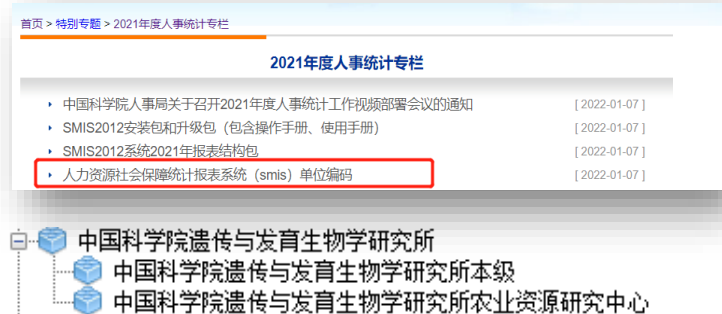 首页 > 特别专题 > 2021年度人事统计专栏
2021年度人事统计专栏
中国科学院人事局关于召开2021年度人事统计工作视频部署会议的通知 [ 2022-01-07 ]
SMIS2012安装包和升级包（包含操作手册、使用手册） [ 2022-01-07 ]
SMIS2012系统2021年报表结构包 [ 2022-01-07 ]
人力资源社会保障统计报表系统（smis）单位编码 [ 2022-01-07 ]
中国科学院遗传与发育生物学研究所
中国科学院遗传与发育生物学研究所本级
中国科学院遗传与发育生物学研究所农业资源研究中心